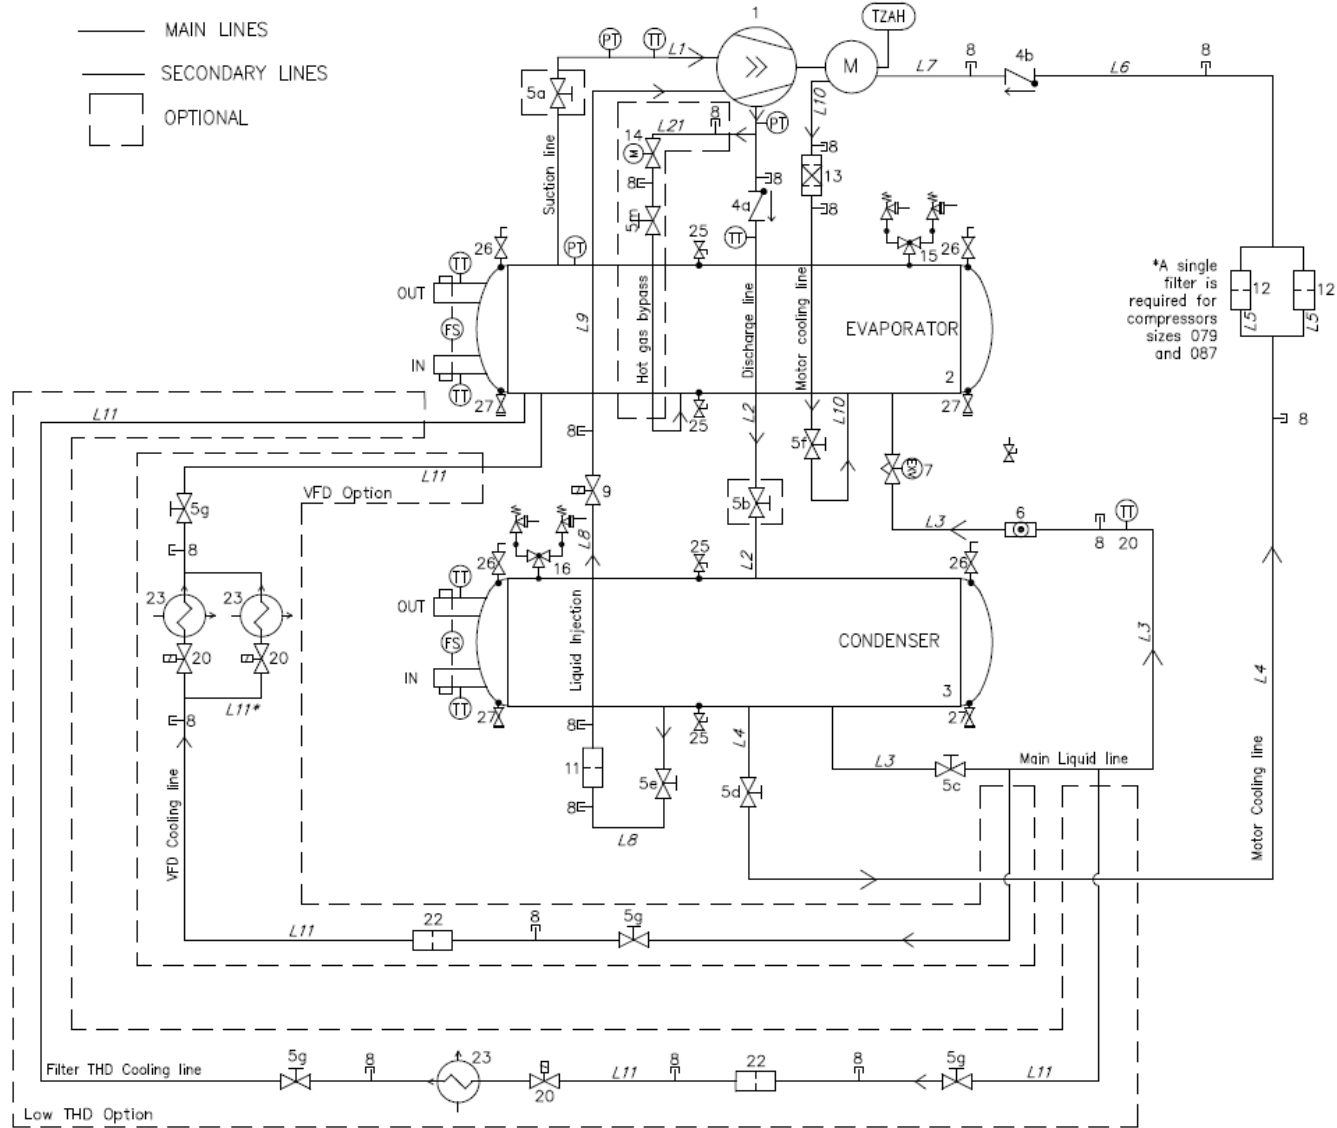 MAIN LINES
SECONDARY LINES
OPTIONAL
1
TZAH
PT
TT
L1
M
L7
8
4b
L6
8
5a
L10
Suction line
L21
8
14
M
PT
8
13
8
8
4a
8
5m
TT
25
26
PT
15
26
TT
OUT
FS
IN
TT
27
L9
Hot gas bypass
Discharge line
Motor cooling line
EVAPORATOR
2
27
*A single
filter is
required for
compressors
sizes 079
and 087
12
12
L5
L5
L11
L11
VFD Option
8
25
L2
5f
L10
EXV
7
8
5g
9
5b
L3
6
8
TT
20
8
L8
16
25
L2
26
26
23
23
TT
OUT
FS
IN
TT
27
Liquid Injection
CONDENSER
3
27
20
20
L11*
8
L3
L4
8
25
L4
11
5e
5d
L3
5c
Main Liquid line
8
L8
VFD Cooling line
Motor Cooling line
L11
22
8
5g
Filter THD Cooling line
5g
8
23
20
L11
8
22
8
5g
L11
Low THD Option